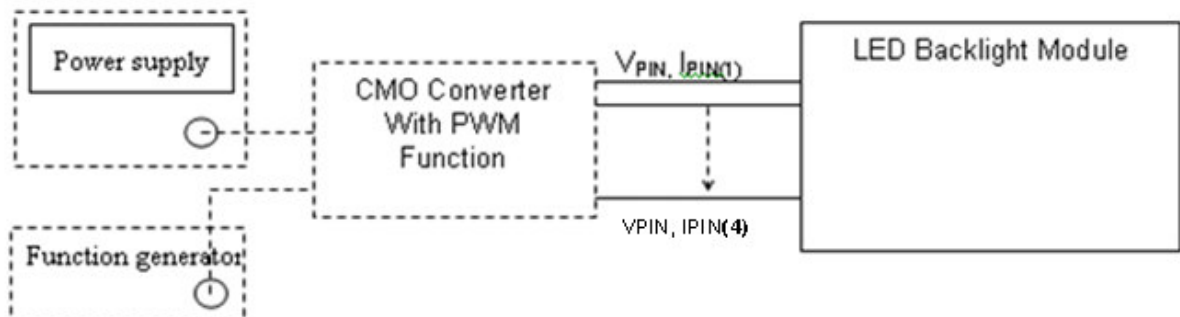 Power supply
CMO Converter
With PWM
Function
VPIN, IPIN(1)
VPIN, IPIN(4)
LED Backlight Module
Function generator